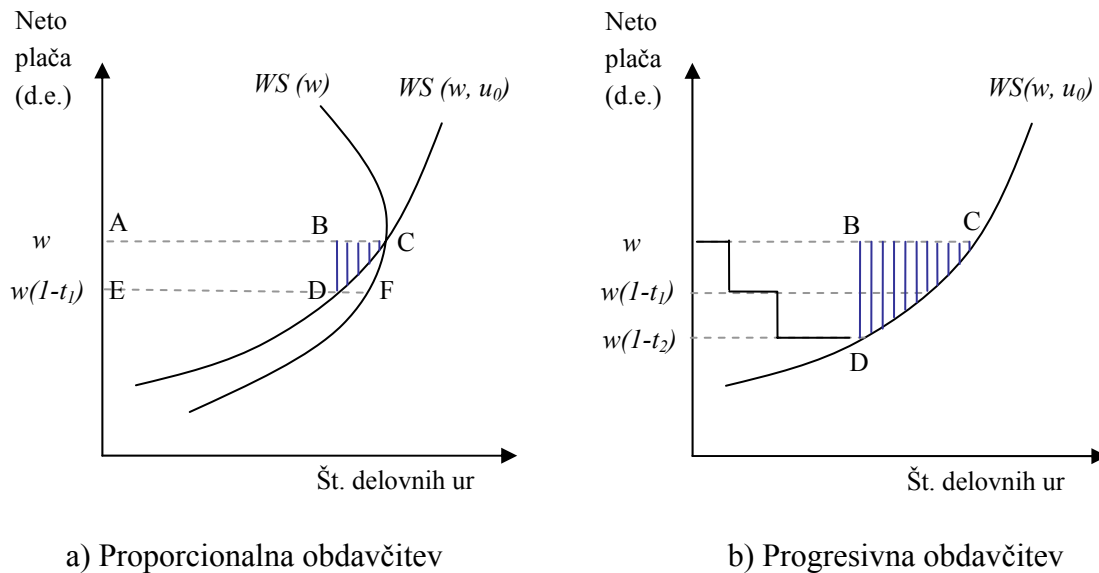 Neto
plača
(d.e.)
WS (w)
WS (w, u0)
A
B
w
C
w(1-t1)
E
D
F
Št. delovnih ur
a) Proporcionalna obdavčitev
Neto
plača
(d.e.)
WS(w, u0)
B
C
w
w(1-t1)
w(1-t2)
D
Št. delovnih ur
b) Progresivna obdavčitev